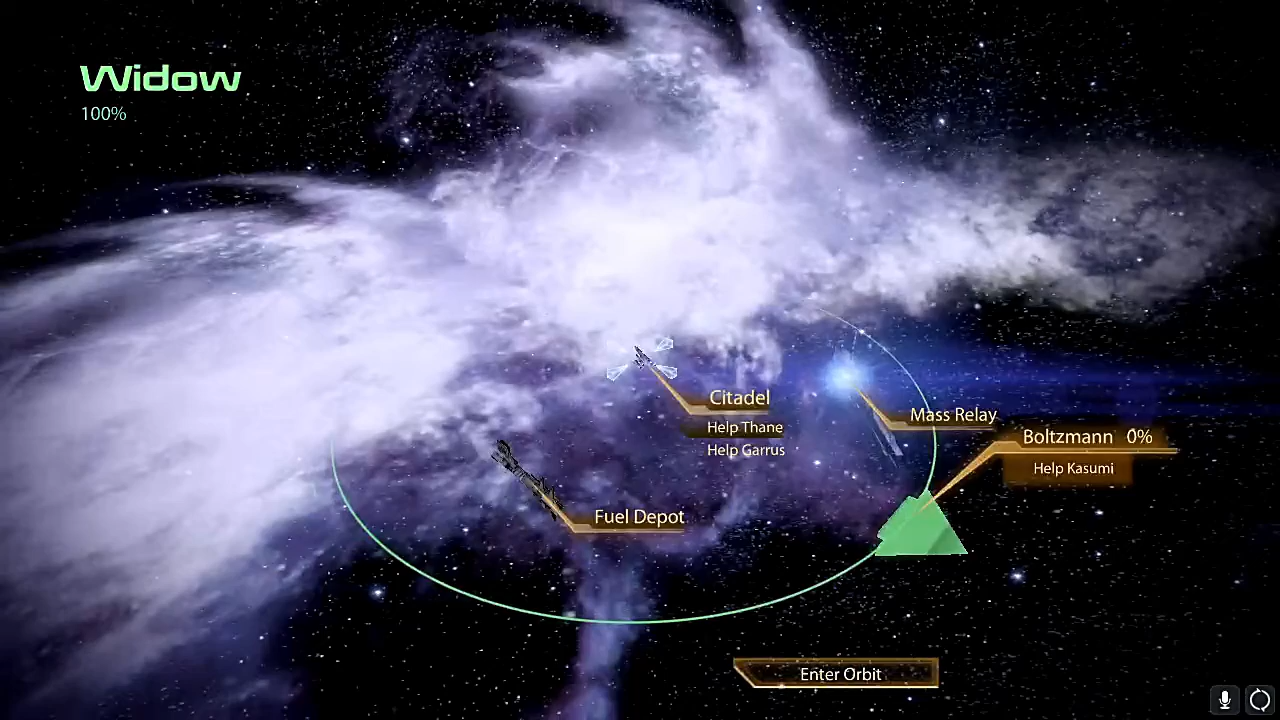 Widow
100%
Citadel
Help Thane
Help Garrus
Mass Relay
Boltzmann 0%
Help Kasumi
Fuel Depot
Enter Orbit